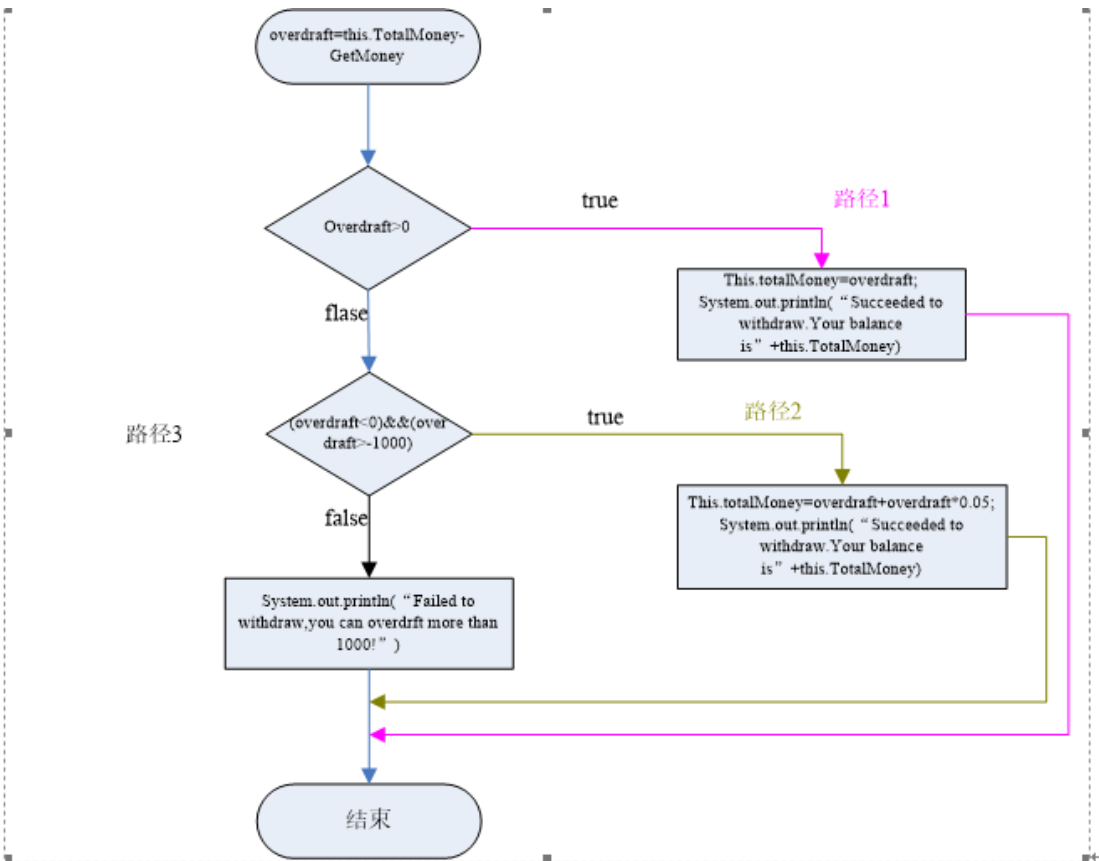 overdraft=this.TotalMoney-
GetMoney
Overdraft>0
true
路径1
This.totalMoney=overdraft;
System.out.println(“Succeeded to
withdraw.Your balance
is”+this.TotalMoney)
flase
路径3
(overdraft<0)&&(over
draft>-1000)
true
路径2
This.totalMoney=overdraft+overdraft*0.05;
System.out.println(“Succeeded to
withdraw.Your balance
is”+this.TotalMoney)
false
System.out.println(“Failed to
withdraw,you can overdrft more than
1000!”)
结束